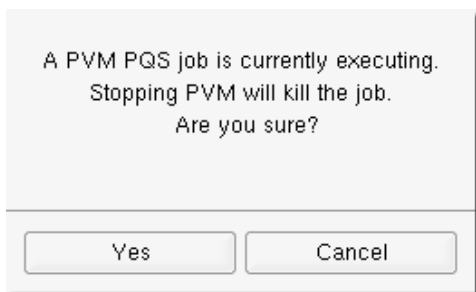 A PVM PQS job is currently executing.
Stopping PVM will kill the job.
Are you sure?
Yes
Cancel